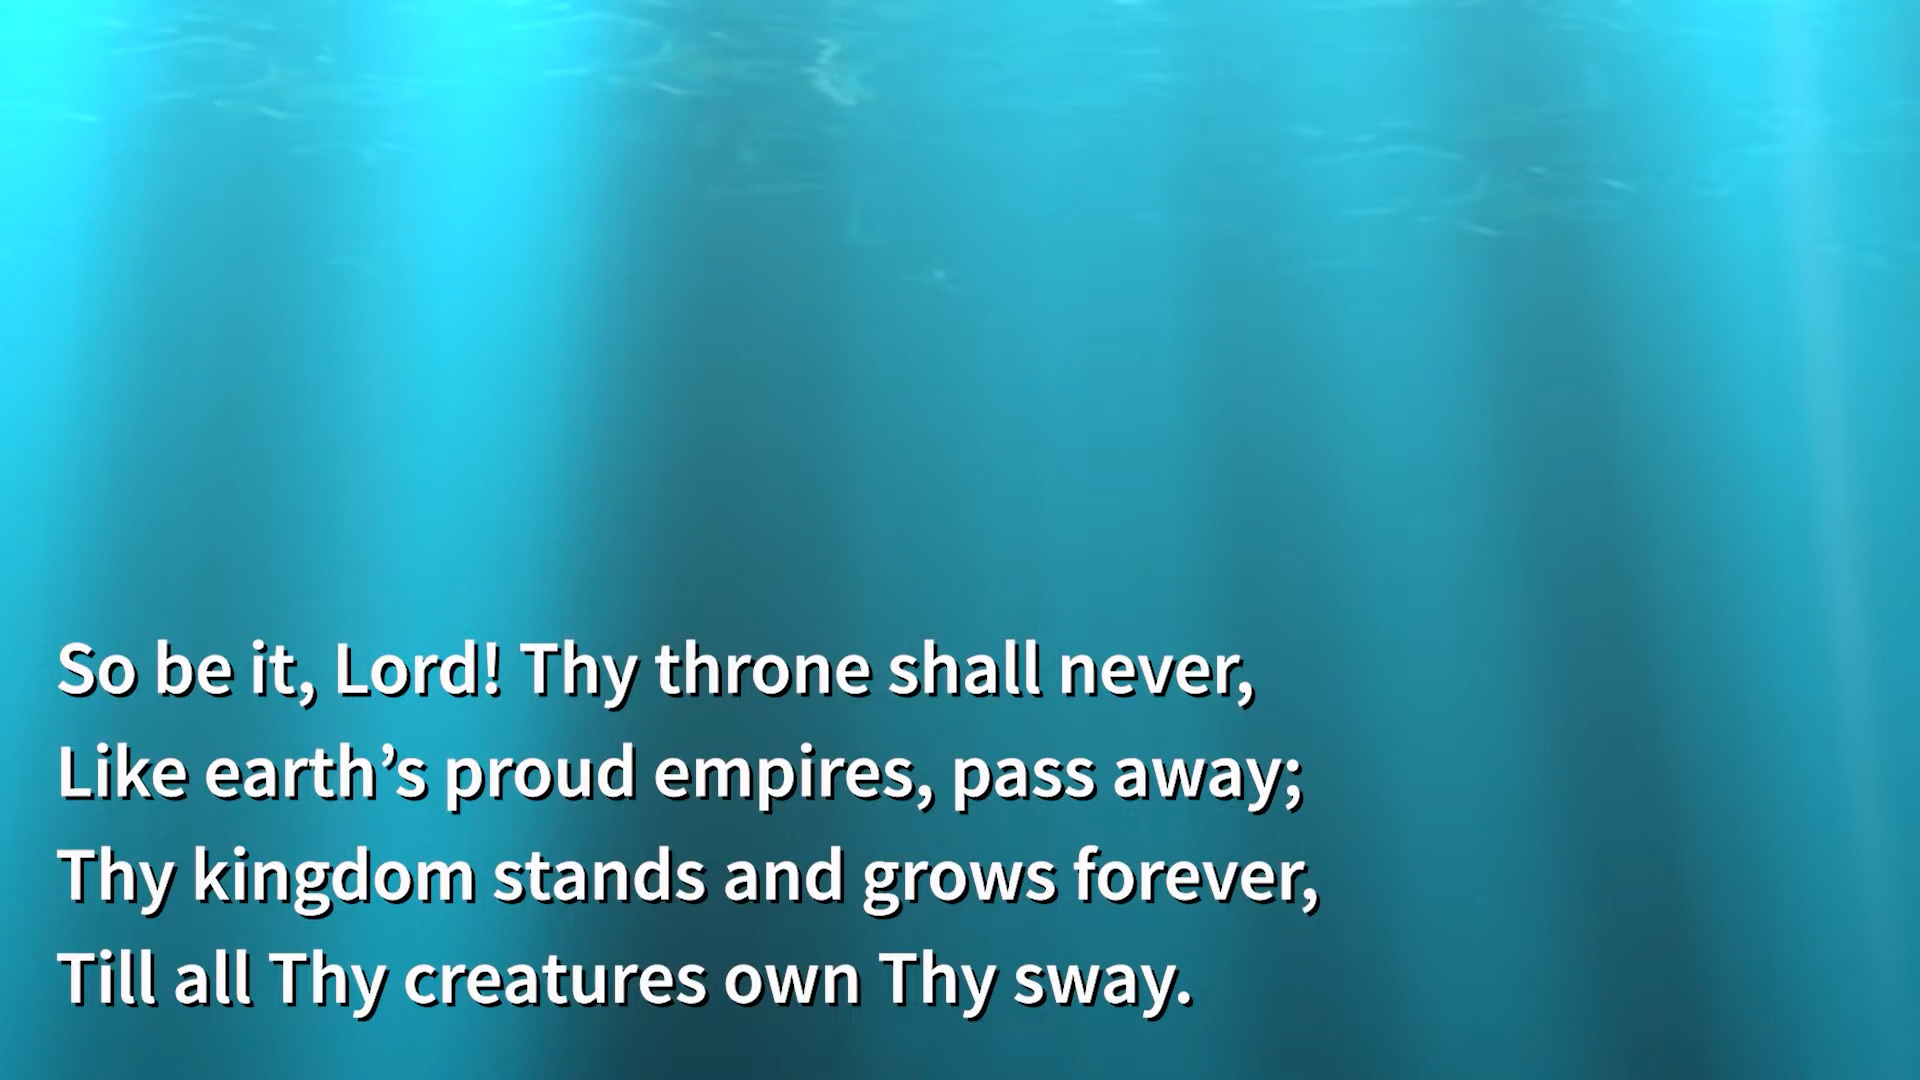 So be it, Lord! Thy throne shall never,
Like earth’s proud empires, pass away;
Thy kingdom stands and grows forever,
Till all Thy creatures own Thy sway.